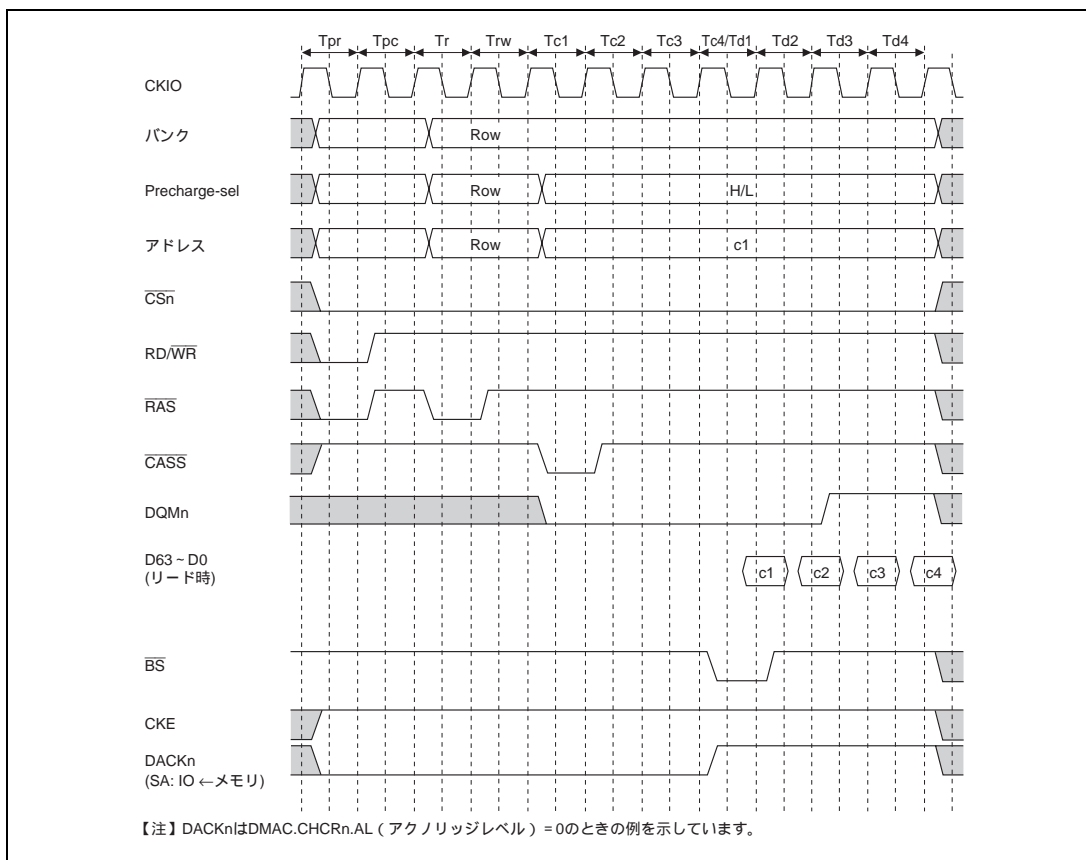 Tpr Tpc Tr Trw Tc1 Tc2 Tc3 Tc4/Td1 Td2 Td3 Td4
CKIO
バンク Row
Precharge-sel Row H/L
アドレス Row c1
CSn
RD/WR
RAS
CASS
DQMn
D63~D0
(リード時)
c1 c2 c3 c4
BS
CKE
DACKn
(SA: IO ←メモリ)
【注】DACKnはDMAC.CHCRn.AL(アクノリッジレベル)=0のときの例を示しています。